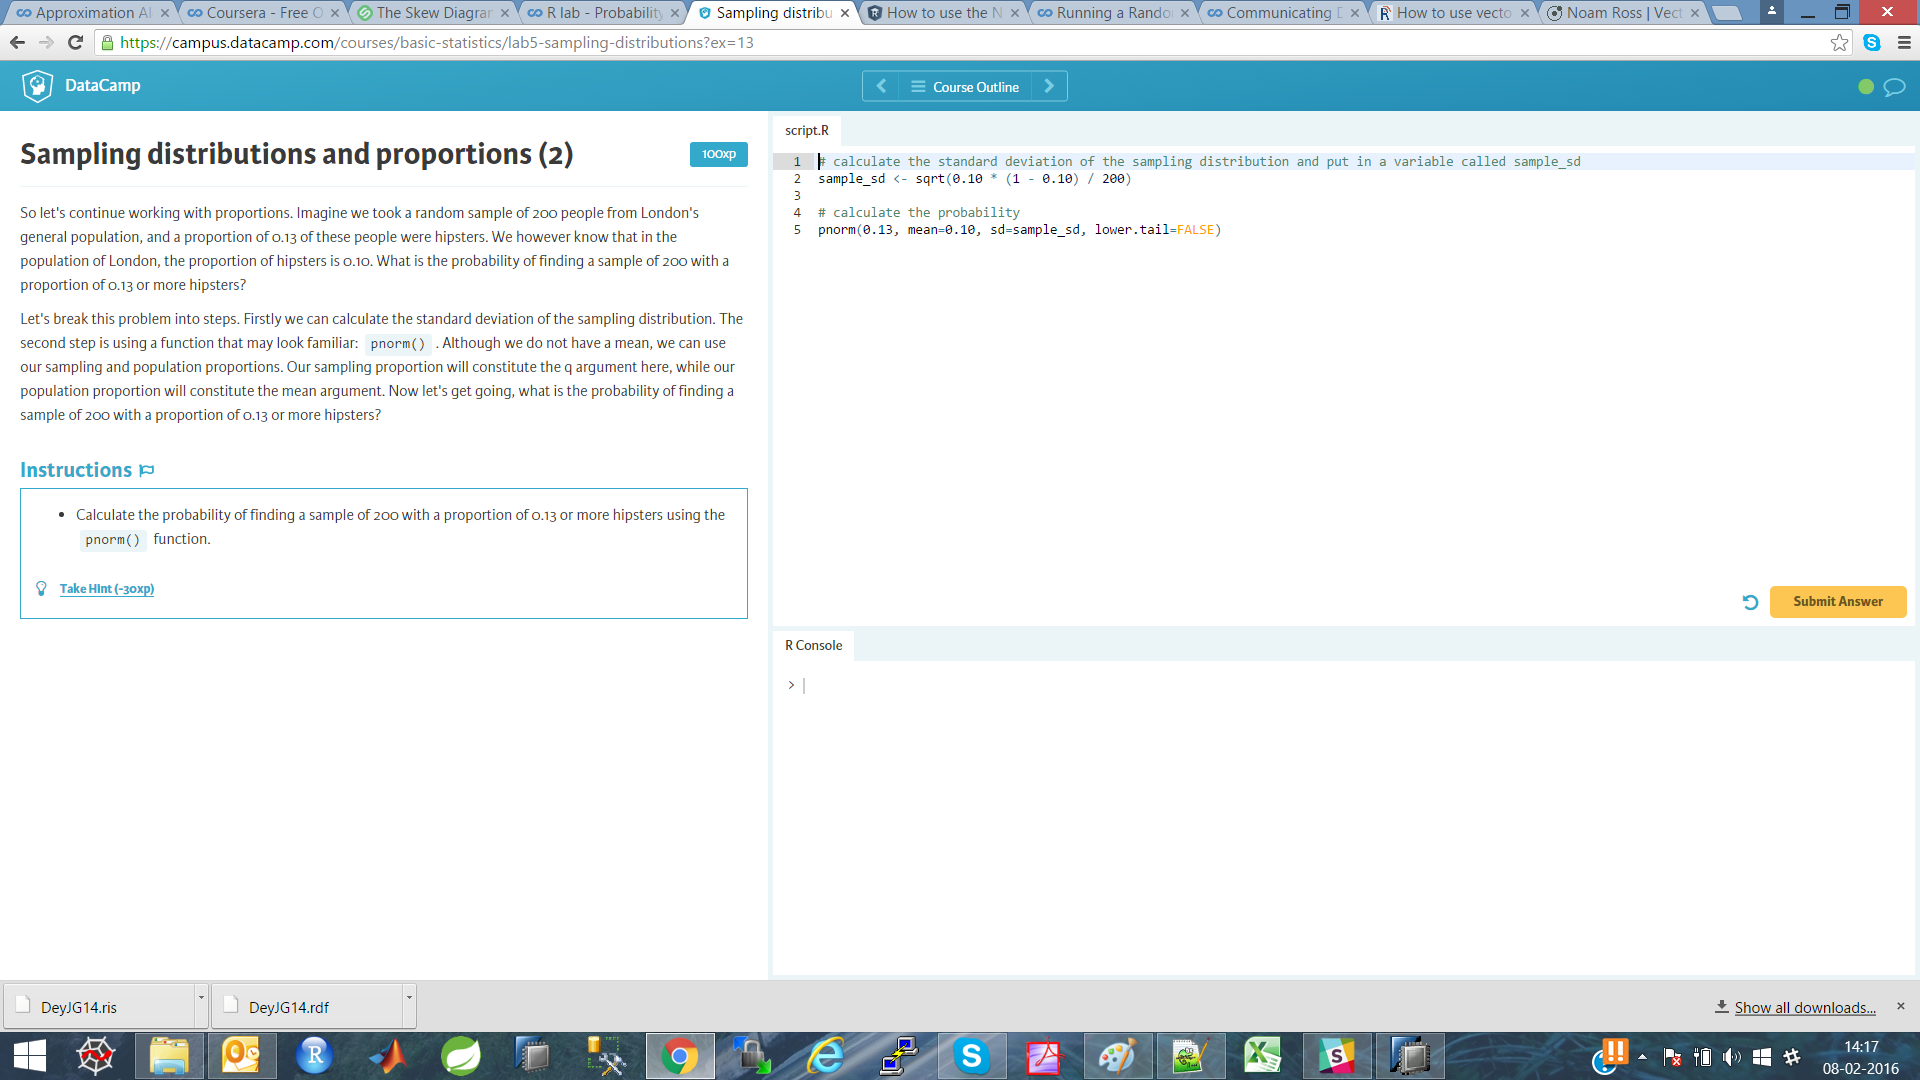 Approximation Al
Coursera - Free O
The Skew Diagra
R lab - Probability
Sampling distribu
How to use the N
Running a Rando
Communicating D
How to use vecto
Noam Ross | Vect
https://campus.datacamp.com/courses/basic-statistics/lab5-sampling-distributions?ex=13
DataCamp
Course Outline
Sampling distributions and proportions (2)
100xp
So let's continue working with proportions. Imagine we took a random sample of 200 people from London's
general population, and a proportion of 0.13 of these people were hipsters. We however know that in the
population of London, the proportion of hipsters is 0.10. What is the probability of finding a sample of 200 with a
proportion of 0.13 or more hipsters?
Let's break this problem into steps. Firstly we can calculate the standard deviation of the sampling distribution. The
second step is using a function that may look familiar: pnorm() . Although we do not have a mean, we can use
our sampling and population proportions. Our sampling proportion will constitute the q argument here, while our
population proportion will constitute the mean argument. Now let's get going, what is the probability of finding a
sample of 200 with a proportion of 0.13 or more hipsters?
Instructions
• Calculate the probability of finding a sample of 200 with a proportion of 0.13 or more hipsters using the
pnorm() function.
Take Hint (-30xp)
script.R
1 # calculate the standard deviation of the sampling distribution and put in a variable called sample_sd
2 sample_sd <- sqrt(0.10 * (1 - 0.10) / 200)
3
4 # calculate the probability
5 pnorm(0.13, mean=0.10, sd=sample_sd, lower.tail=FALSE)
Submit Answer
R Console
>
DeyJG14.ris
DeyJG14.rdf
Show all downloads...
14:17
08-02-2016